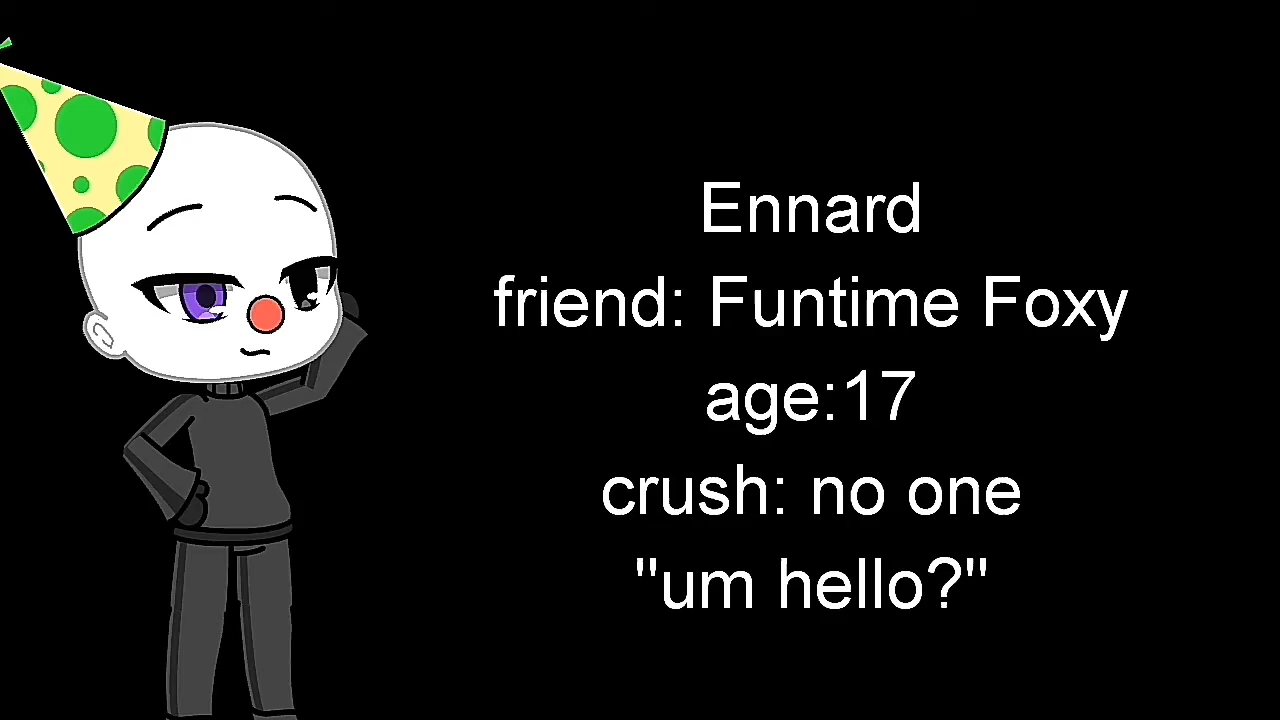 Ennard
friend: Funtime Foxy
age:17
crush: no one
"um hello?"